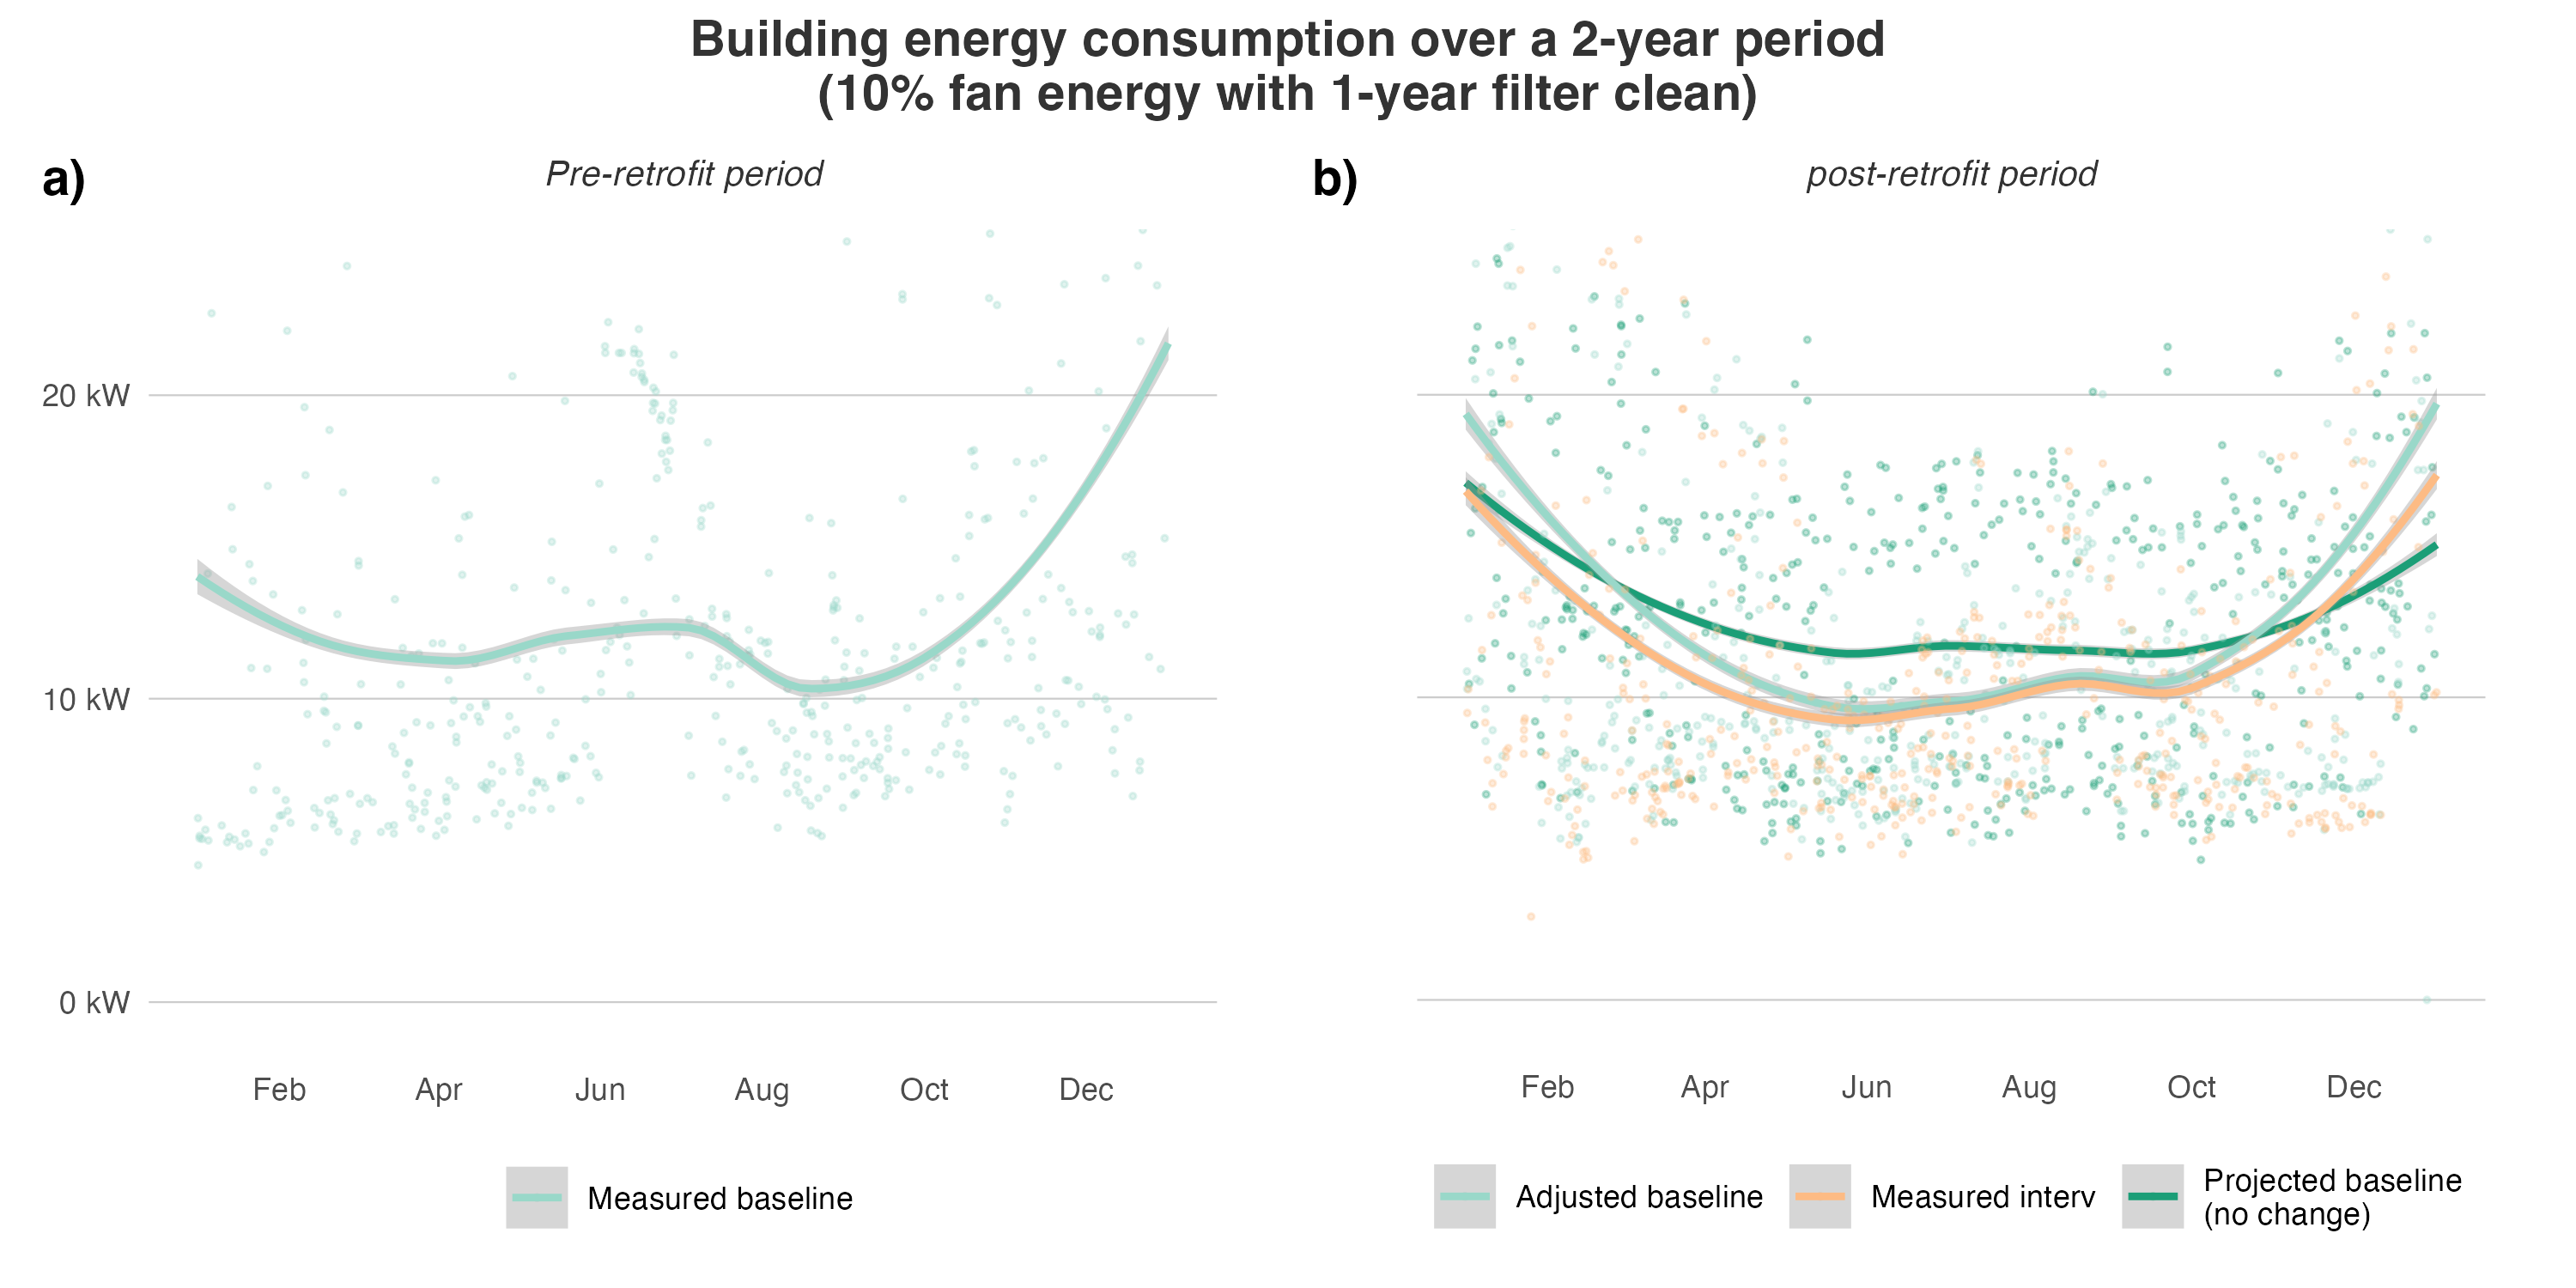 Building energy consumption over a 2-year period
(10% fan energy with 1-year filter clean)
a)
Pre-retrofit period
20 kW
10 kW
0 kW
Feb Apr Jun Aug Oct Dec
Measured baseline
b)
post-retrofit period
Feb Apr Jun Aug Oct Dec
Adjusted baseline
Measured interv
Projected baseline
(no change)